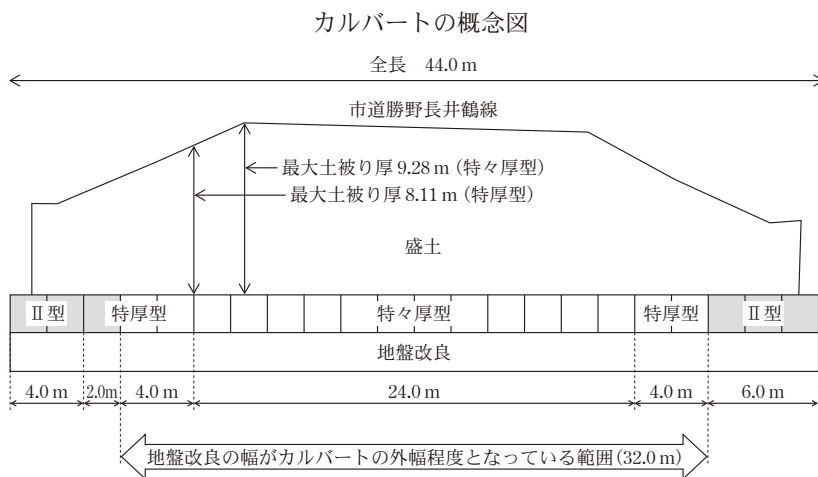 カルバートの概念図
全長 44.0 m
市道勝野長井鶴線
最大土被り厚 9.28 m (特々厚型)
最大土被り厚 8.11 m (特厚型)
盛土
Ⅱ型 特厚型 特々厚型 特厚型 Ⅱ型
地盤改良
4.0 m 2.0m 4.0 m 24.0 m 4.0 m 6.0 m
地盤改良の幅がカルバートの外幅程度となっている範囲(32.0 m)